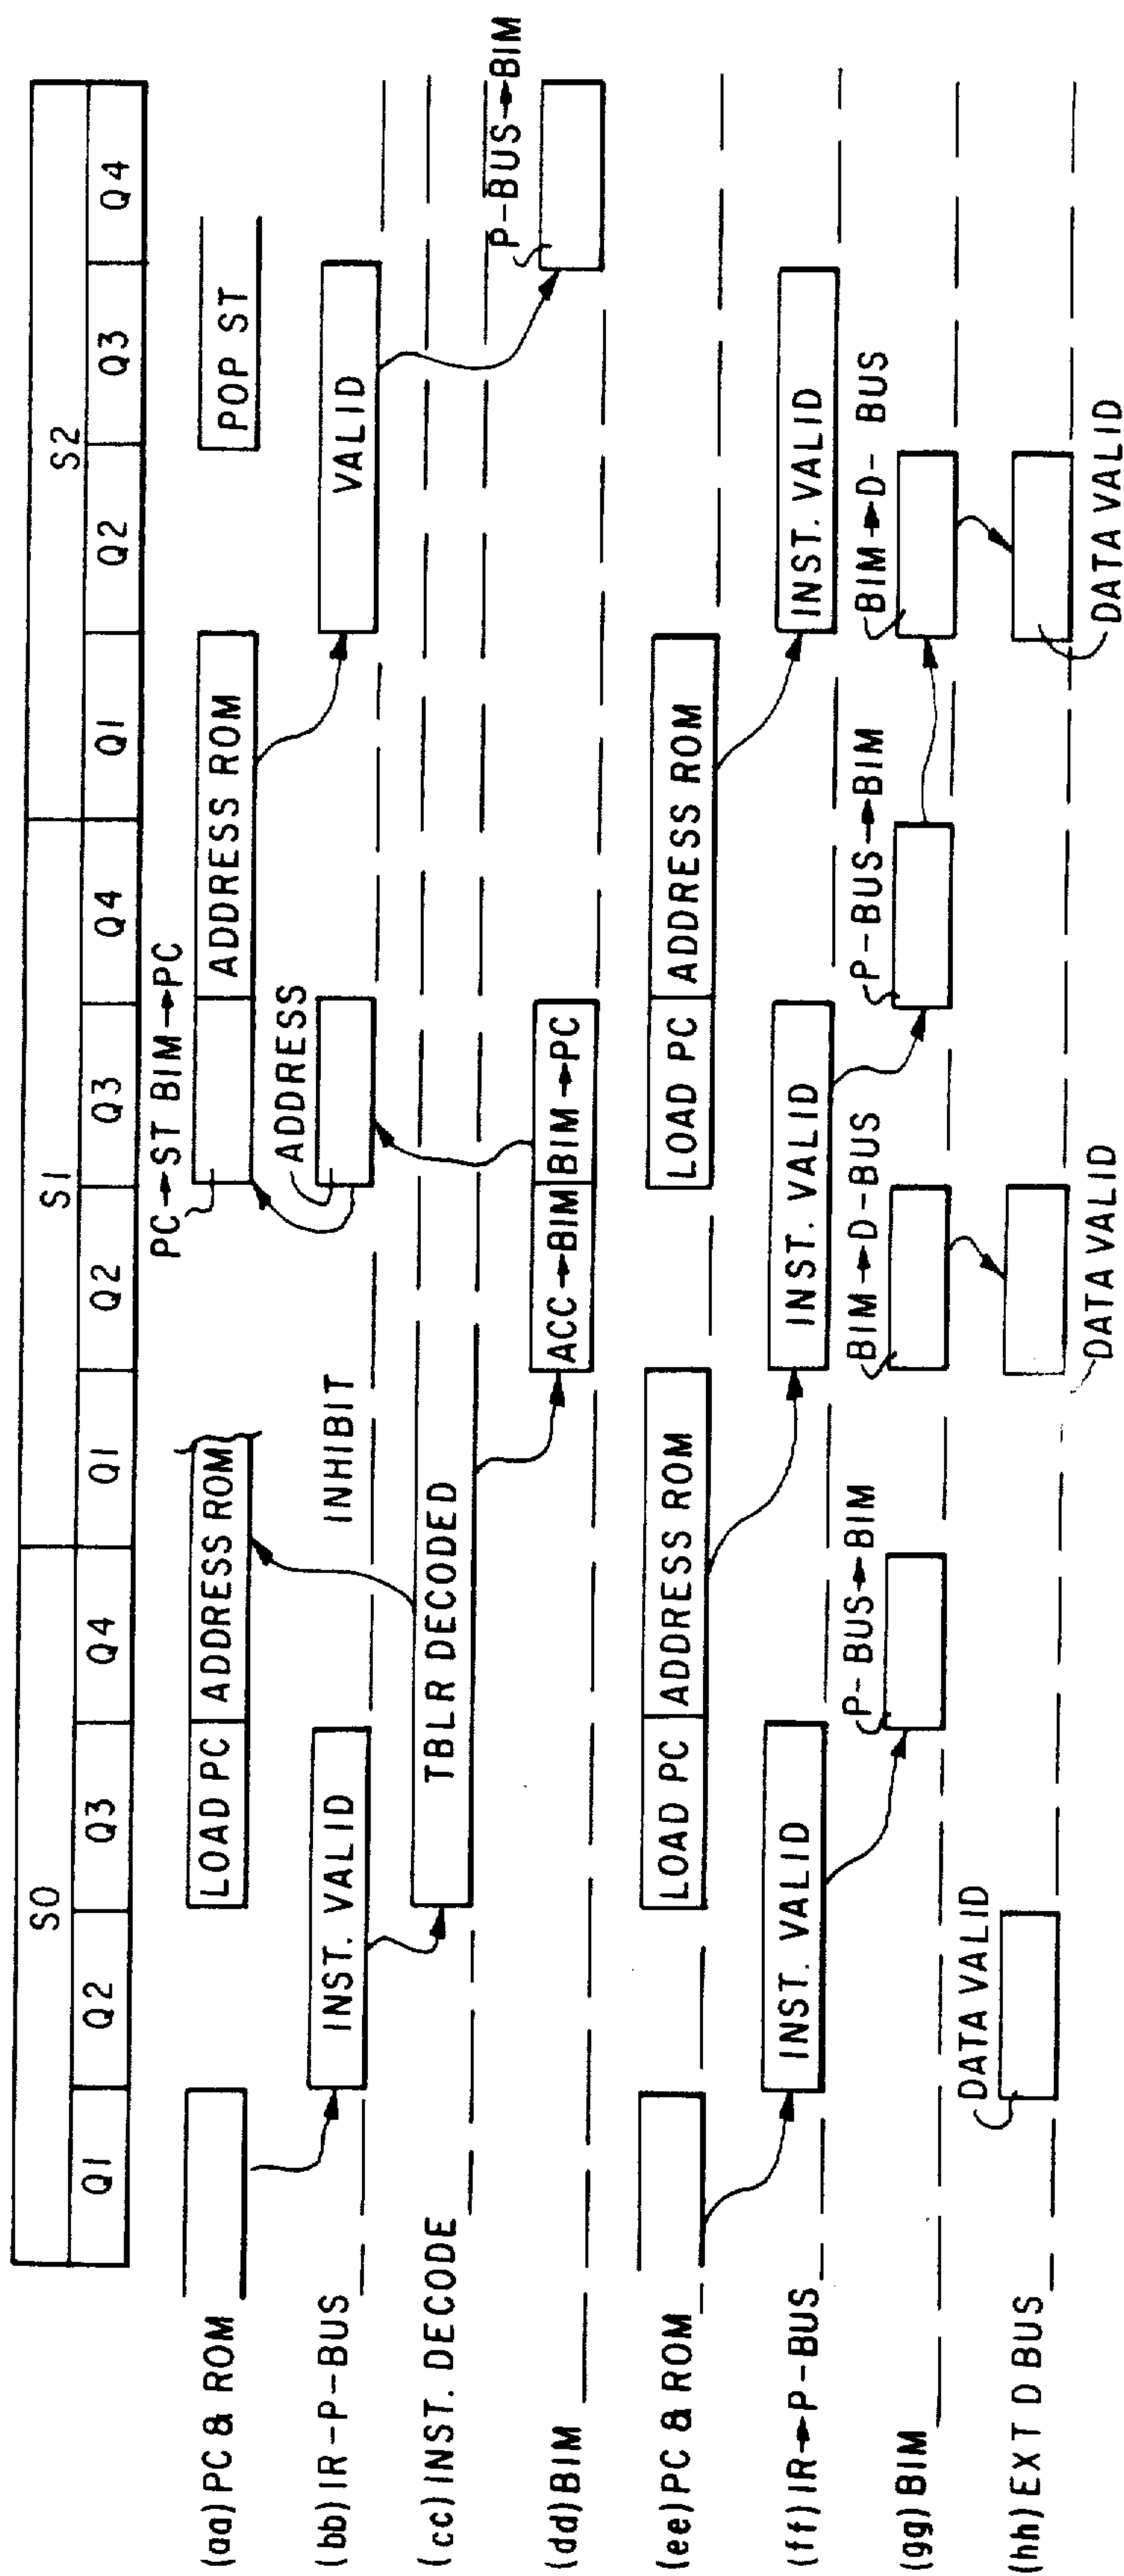 S0 S1 S2
Q1 Q2 Q3 Q4 Q1 Q2 Q3 Q4 Q1 Q2 Q3 Q4
PC→ST BIM→PC
(aa) PC & ROM LOAD PC ADDRESS ROM ADDRESS ROM POP ST
ADDRESS
(bb) IR-P-BUS INST. VALID INHIBIT VALID
(cc) INST. DECODE TBLR DECODED
P-BUS→BIM
(dd) BIM ACC→BIM BIM→PC
(ee) PC & ROM LOAD PC ADDRESS ROM LOAD PC ADDRESS ROM
(ff) IR→P-BUS INST. VALID INST. VALID INST. VALID
P-BUS→BIM BIM→D-BUS P-BUS→BIM BIM→D-BUS
(gg) BIM
DATA VALID
(hh) EXT D BUS
DATA VALID DATA VALID